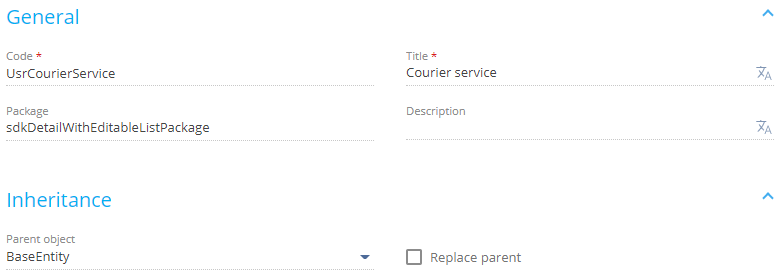 General
Code *
Title *
UsrCourierService
Courier service
Package
Description
sdkDetailWithEditableListPackage
Inheritance
Parent object
BaseEntity
Replace parent